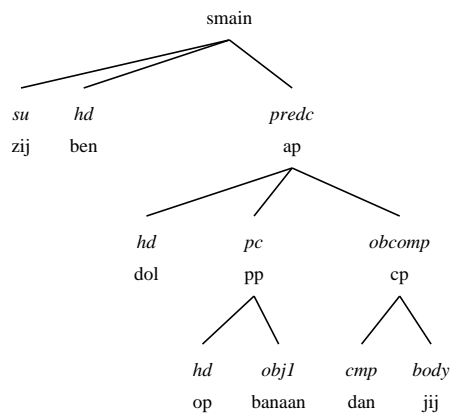 smain
su hd predc
zij ben ap
hd pc obcomp
dol pp cp
hd obj1 cmp body
op banaan dan jij